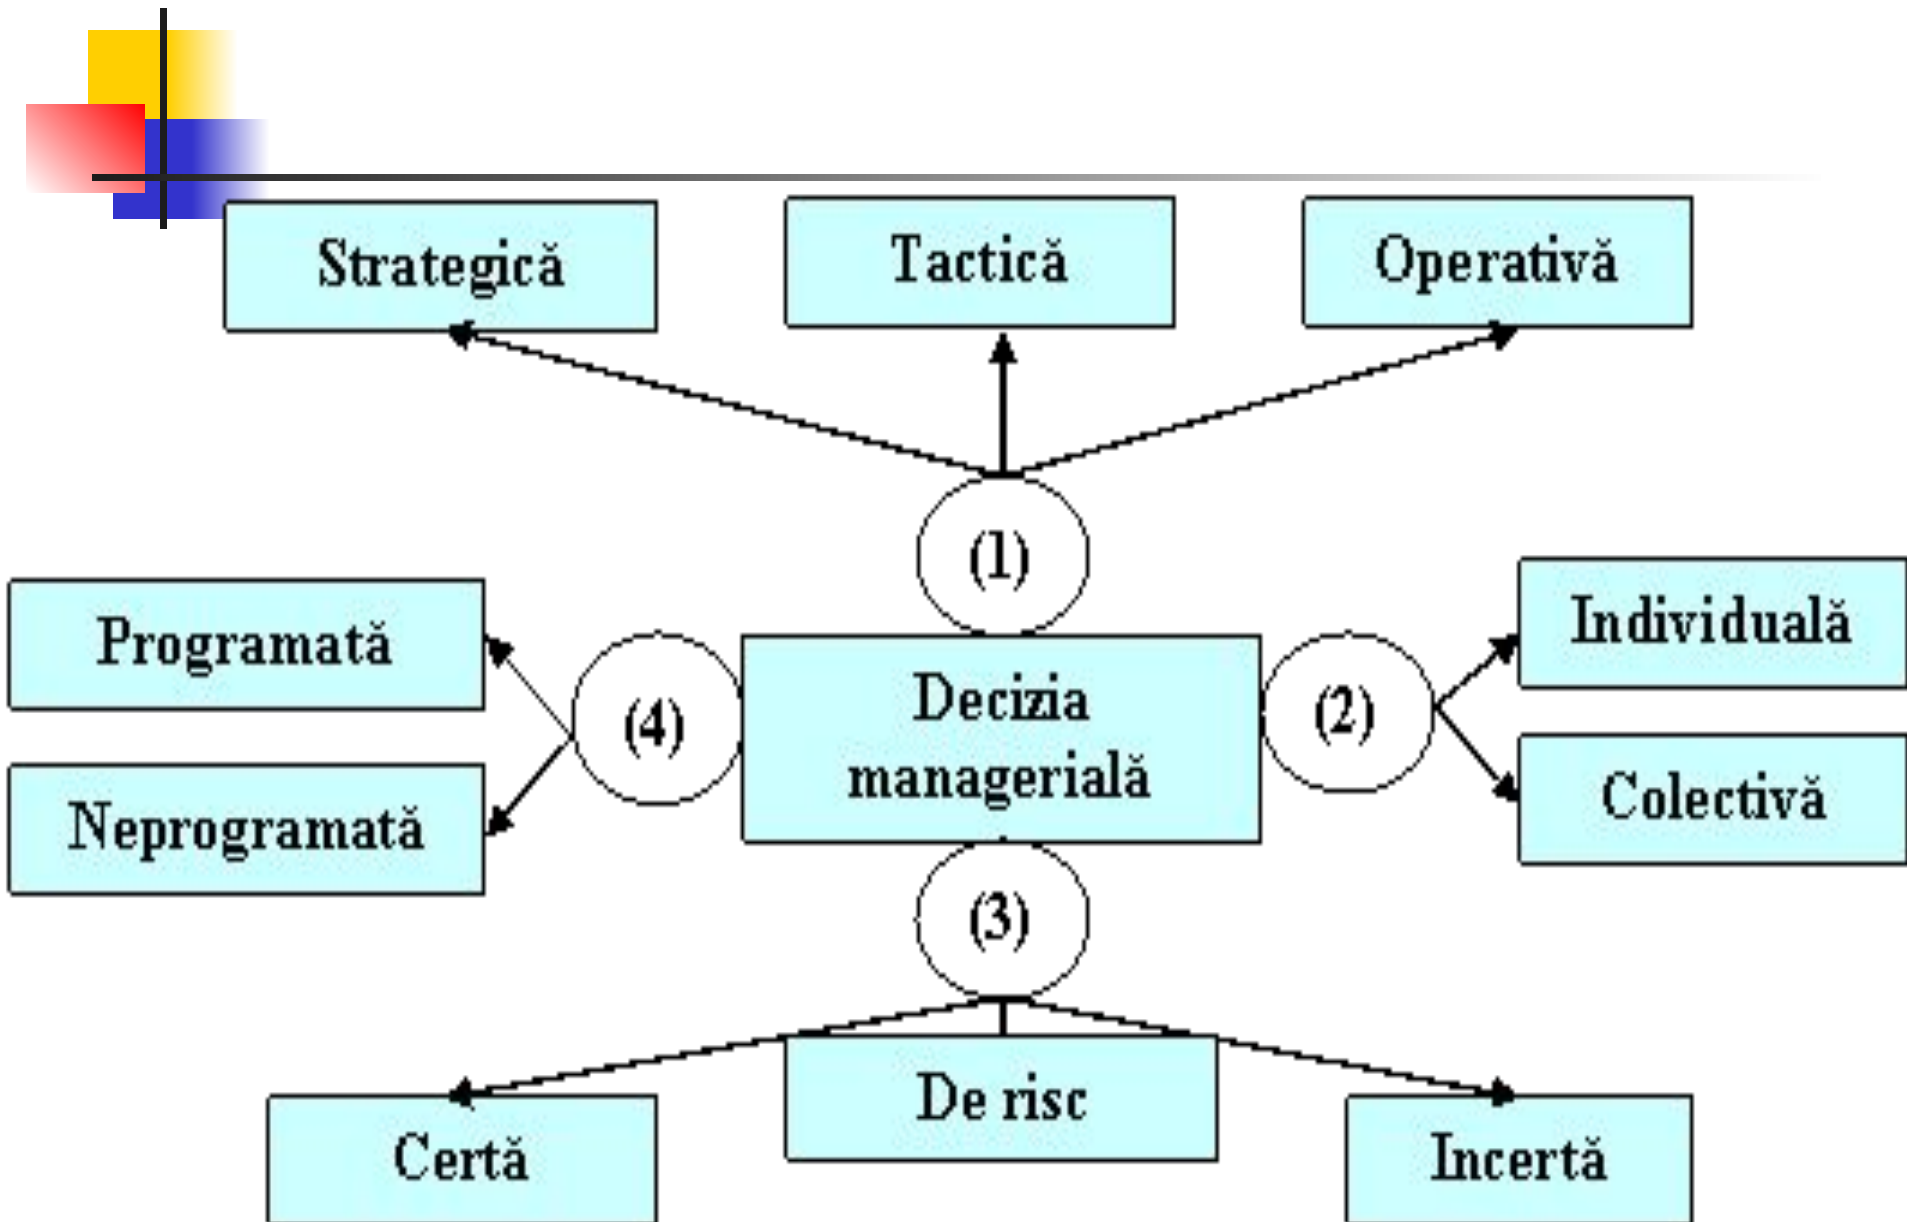 Strategică
Tactică
Operativă
(1)
Programată
Neprogramată
(4)
Decizia
managerială
(2)
Individuală
Colectivă
(3)
Certă
De risc
Incertă